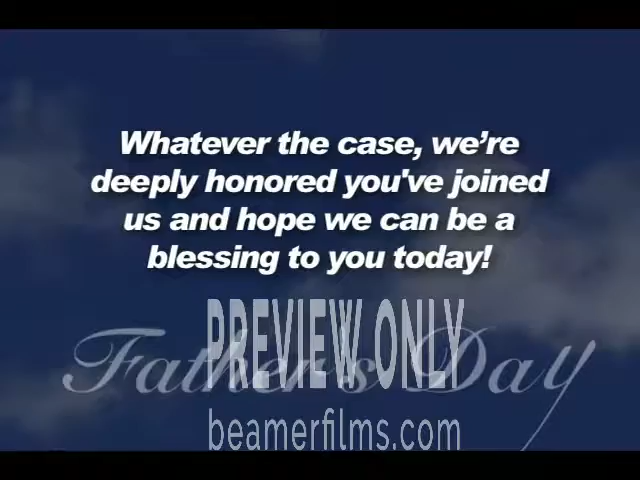 Whatever the case, we’re
deeply honored you've joined
us and hope we can be a
blessing to you today!
PREVIEW ONLY
Father's Day
beamerfilms.com